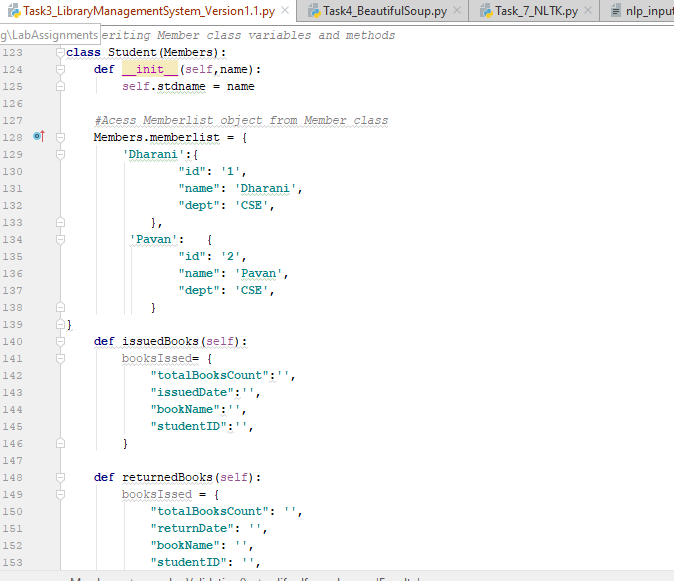 Task3_LibraryManagementSystem_Version1.1.py × Task4_BeautifulSoup.py × Task_7_NLTK.py × nlp_input
g\LabAssignments eriting Member class variables and methods
123 class Student(Members):
124 def __init__(self,name):
125 self.stdname = name
126
127 #Acess Memberlist object from Member class
128 Members.memberlist = {
129 'Dharani':{
130 "id": '1',
131 "name": 'Dharani',
132 "dept": 'CSE',
133 },
134 'Pavan': {
135 "id": '2',
136 "name": 'Pavan',
137 "dept": 'CSE',
138 }
139 }
140 def issuedBooks(self):
141 booksIssed= {
142 "totalBooksCount":'',
143 "issuedDate":'',
144 "bookName":'',
145 "studentID":'',
146 }
147
148 def returnedBooks(self):
149 booksIssed = {
150 "totalBooksCount": '',
151 "returnDate": '',
152 "bookName": '',
153 "studentID": '',